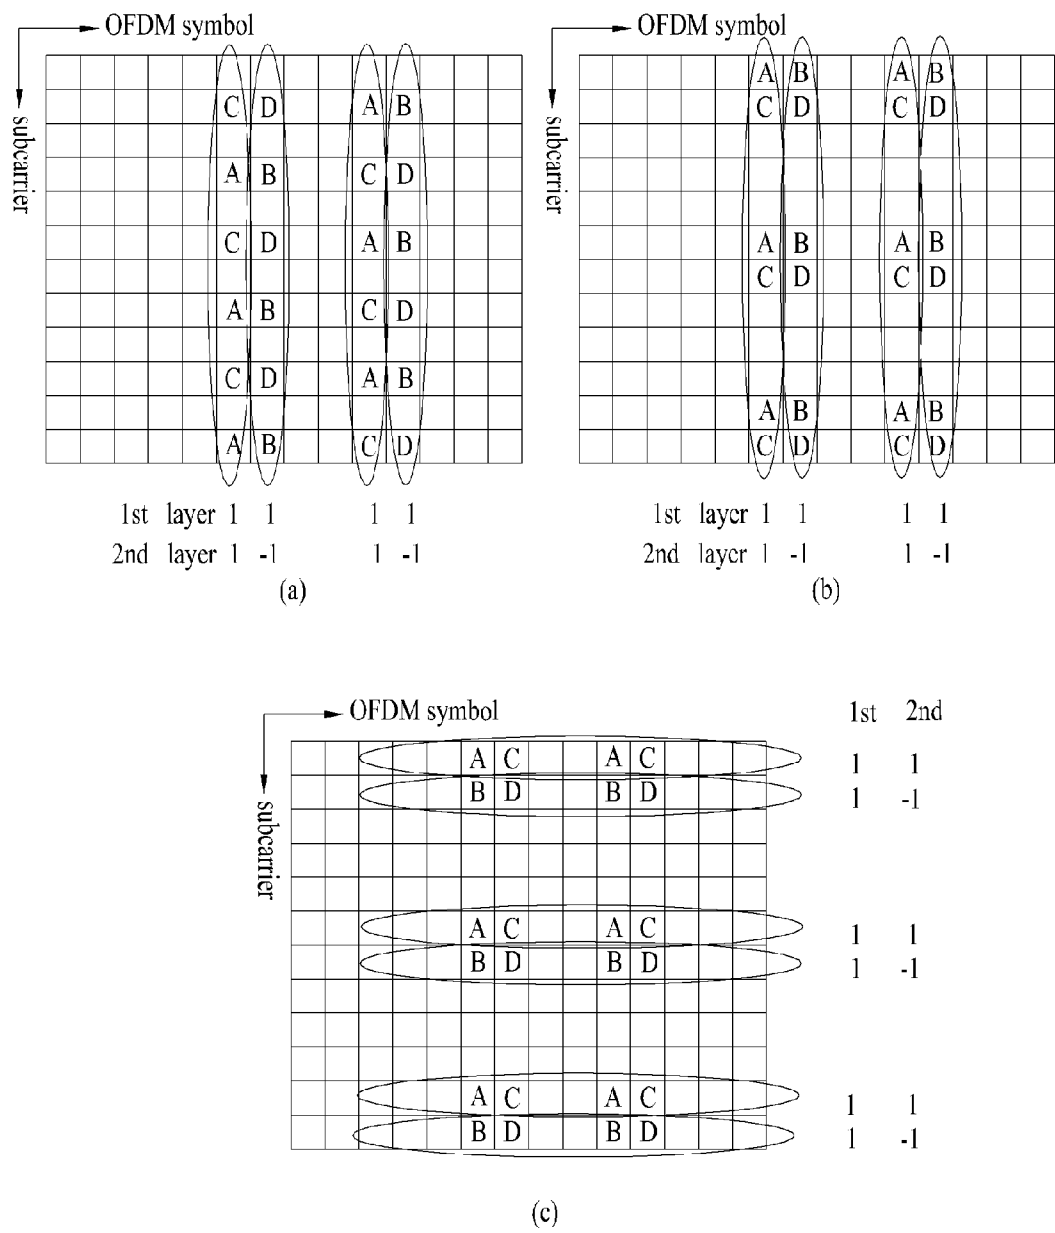 OFDM symbol
subcarrier
C D A B
A B C D
C D A B
A B C D
C D A B
A B C D
1st layer 1 1 1 1
2nd layer 1 -1 1 -1
(a)
OFDM symbol
subcarrier
A B A B
C D C D
A B A B
C D C D
A B A B
C D C D
1st layer 1 1 1 1
2nd layer 1 -1 1 -1
(b)
OFDM symbol
subcarrier
1st 2nd
A C A C 1 1
B D B D 1 -1
A C A C 1 1
B D B D 1 -1
A C A C 1 1
B D B D 1 -1
(c)